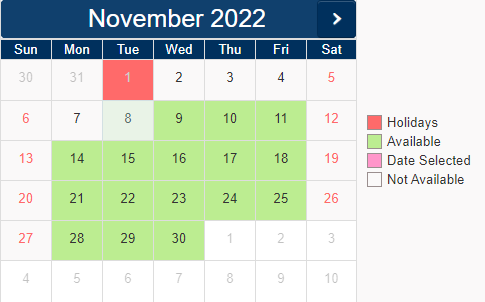 November 2022 >
Sun Mon Tue Wed Thu Fri Sat
30 31 1 2 3 4 5
6 7 8 9 10 11 12
13 14 15 16 17 18 19
20 21 22 23 24 25 26
27 28 29 30 1 2 3
4 5 6 7 8 9 10
Holidays
Available
Date Selected
Not Available